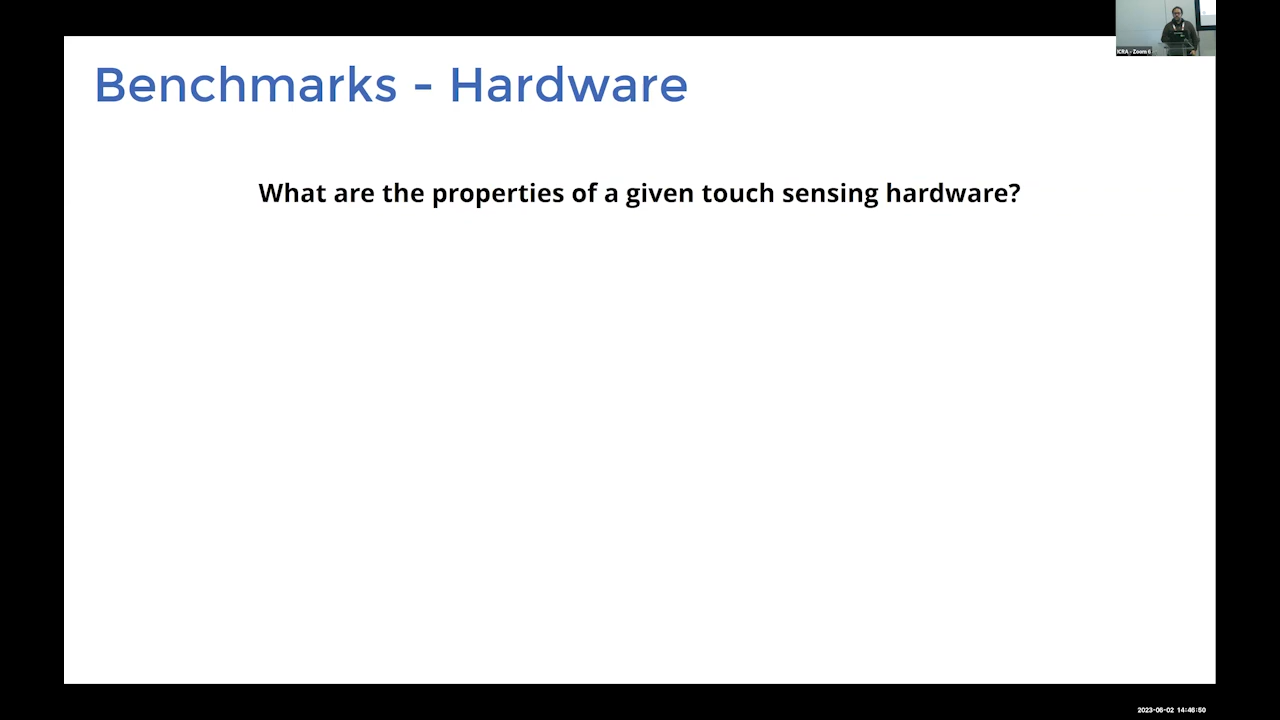 ICRA - Zoom 6
Benchmarks - Hardware
What are the properties of a given touch sensing hardware?
2023-06-02 14:46:50